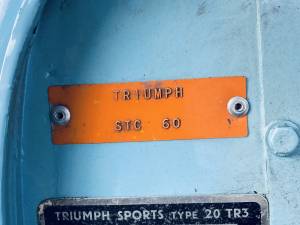 TRIUMPH
STC 60
TRIUMPH SPORTS TYPE 20 TR3